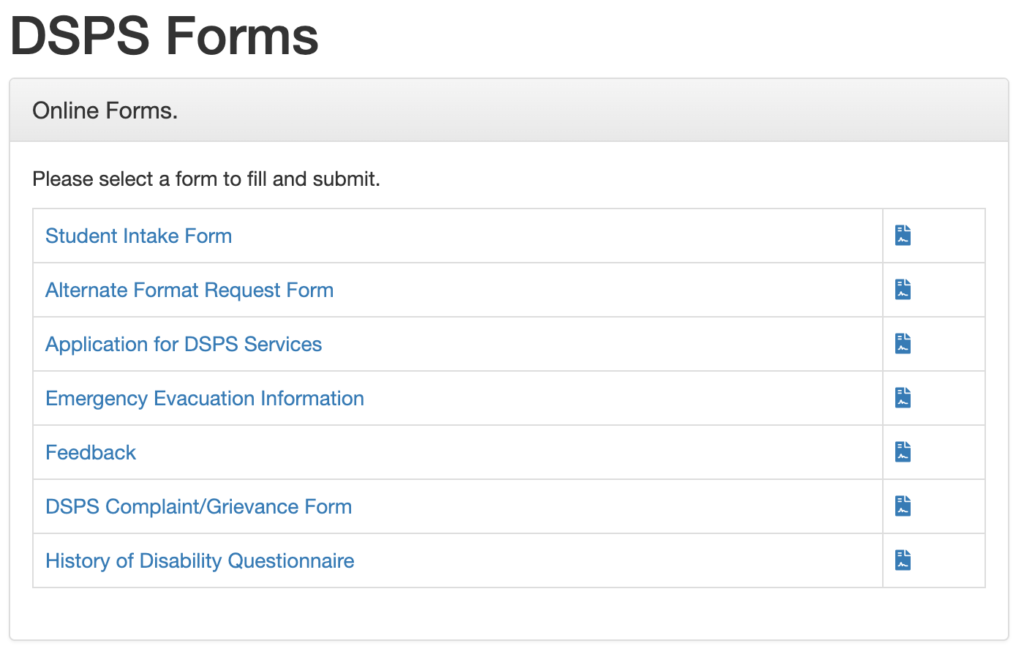 DSPS Forms
Online Forms.
Please select a form to fill and submit.
Student Intake Form
Alternate Format Request Form
Application for DSPS Services
Emergency Evacuation Information
Feedback
DSPS Complaint/Grievance Form
History of Disability Questionnaire